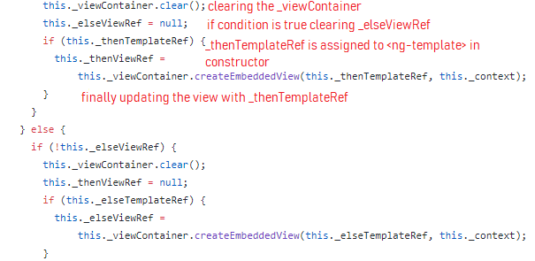 this._viewContainer.clear(); clearing the _viewContainer
this._elseViewRef = null; if condition is true clearing _elseViewRef
if (this._thenTemplateRef) { _thenTemplateRef is assigned to <ng-template> in
this._thenViewRef = constructor
this._viewContainer.createEmbeddedView(this._thenTemplateRef, this._context);
} finally updating the view with _thenTemplateRef
}
} else {
if (!this._elseViewRef) {
this._viewContainer.clear();
this._thenViewRef = null;
if (this._elseTemplateRef) {
this._elseViewRef =
this._viewContainer.createEmbeddedView(this._elseTemplateRef, this._context);
}